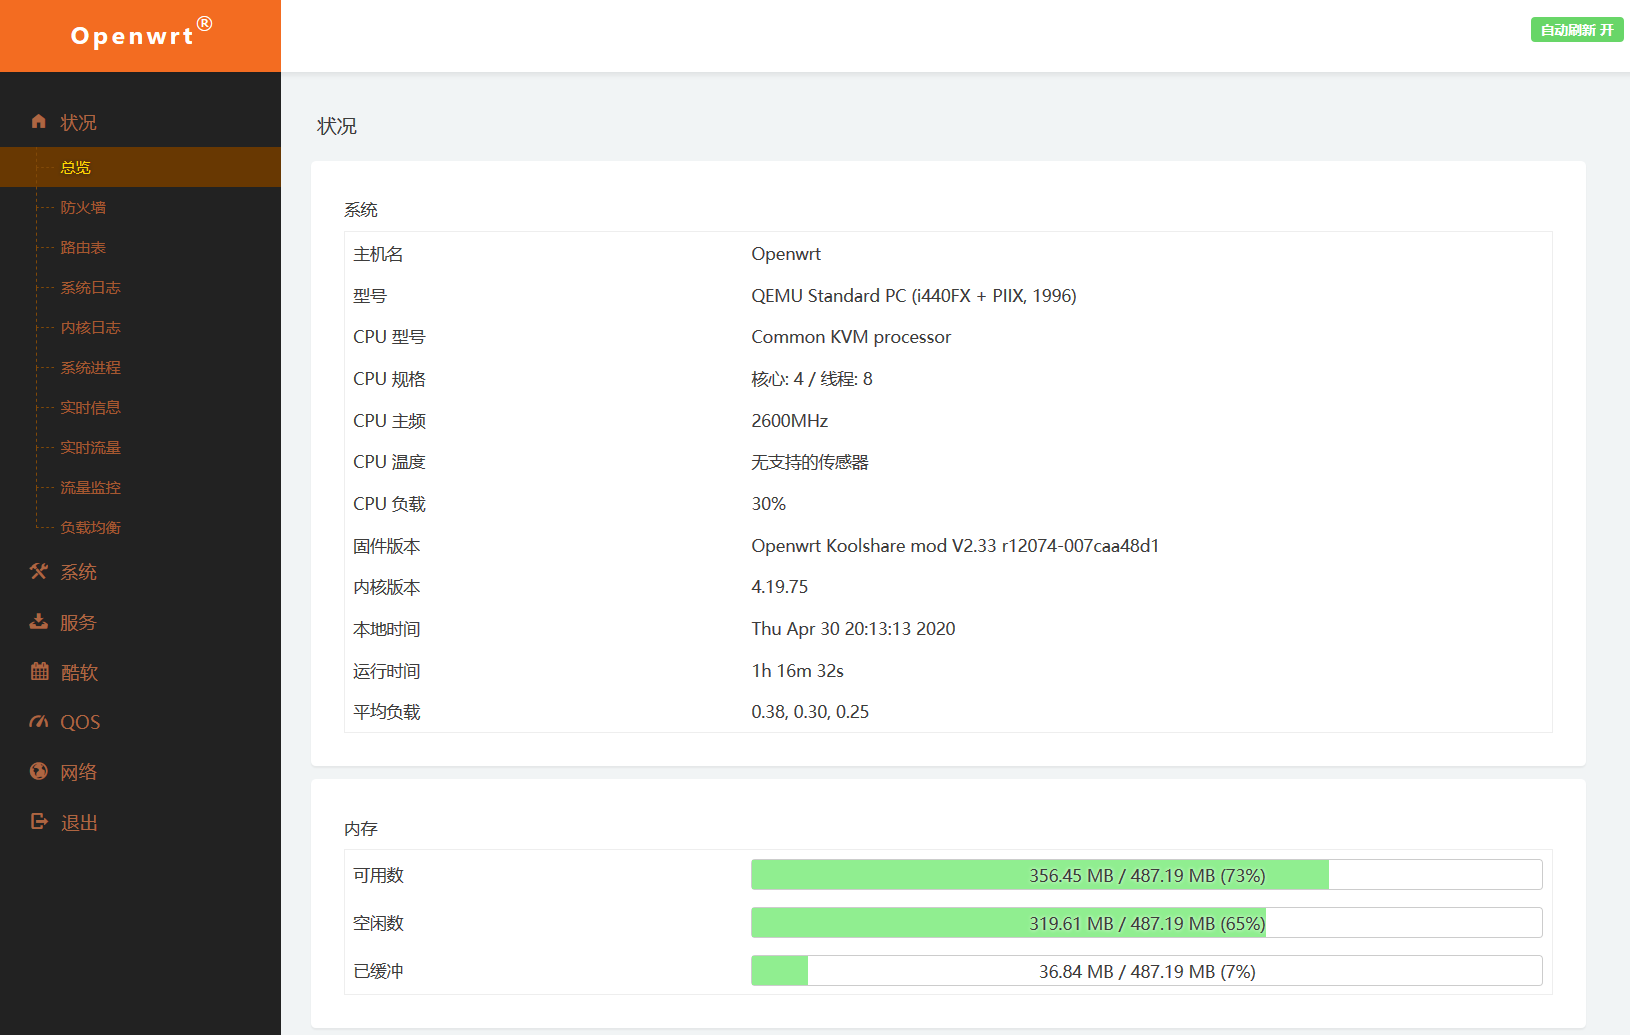 Openwrt®
自动刷新 开
状况
总览
防火墙
路由表
系统日志
内核日志
系统进程
实时信息
实时流量
流量监控
负载均衡
系统
服务
酷软
QOS
网络
退出
状况
系统
主机名 Openwrt
型号 QEMU Standard PC (i440FX + PIIX, 1996)
CPU 型号 Common KVM processor
CPU 规格 核心: 4 / 线程: 8
CPU 主频 2600MHz
CPU 温度 无支持的传感器
CPU 负载 30%
固件版本 Openwrt Koolshare mod V2.33 r12074-007caa48d1
内核版本 4.19.75
本地时间 Thu Apr 30 20:13:13 2020
运行时间 1h 16m 32s
平均负载 0.38, 0.30, 0.25
内存
可用数 356.45 MB / 487.19 MB (73%)
空闲数 319.61 MB / 487.19 MB (65%)
已缓冲 36.84 MB / 487.19 MB (7%)